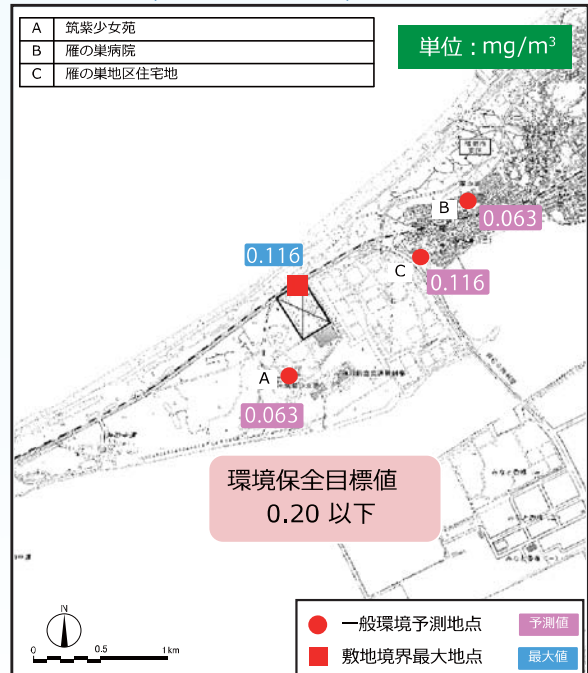 A 筑紫少女苑
B 雁の巣病院
C 雁の巣地区住宅地
単位：mg/m³
B
0.063
0.116
C
0.116
A
0.063
環境保全目標値
0.20 以下
N
0 0.5 1km
一般環境予測地点 予測値
敷地境界最大地点 最大値